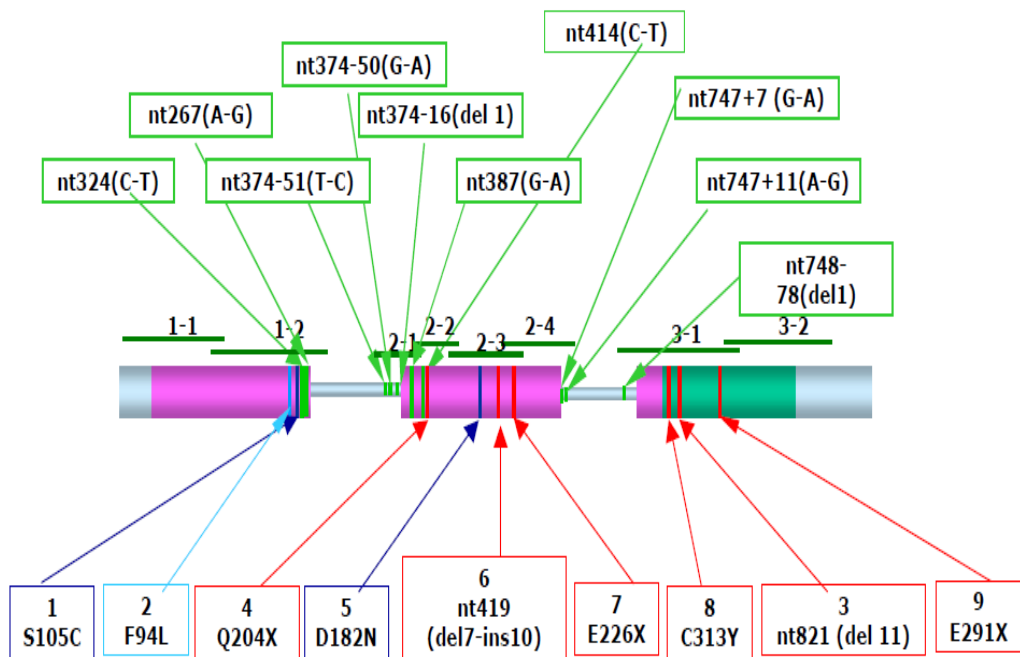 nt414(C-T)
nt374-50(G-A)
nt747+7 (G-A)
nt267(A-G)
nt374-16(del 1)
nt324(C-T)
nt374-51(T-C)
nt387(G-A)
nt747+11(A-G)
nt748-
78(del1)
1-1
1-2
2-1
2-2
2-3
2-4
3-1
3-2
1
S105C
2
F94L
4
Q204X
5
D182N
6
nt419
(del7-ins10)
7
E226X
8
C313Y
3
nt821 (del 11)
9
E291X